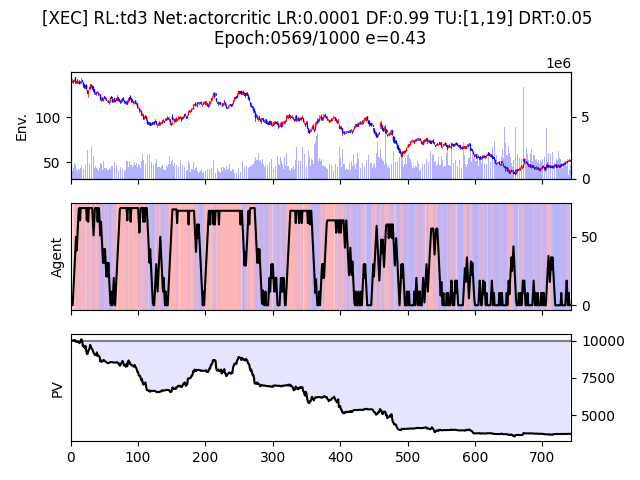 [XEC] RL:td3 Net:actorcritic LR:0.0001 DF:0.99 TU:[1,19] DRT:0.05
Epoch:0569/1000 e=0.43
1e6
Env.
100
50
5
0
Agent
50
0
PV
10000
7500
5000
0 100 200 300 400 500 600 700